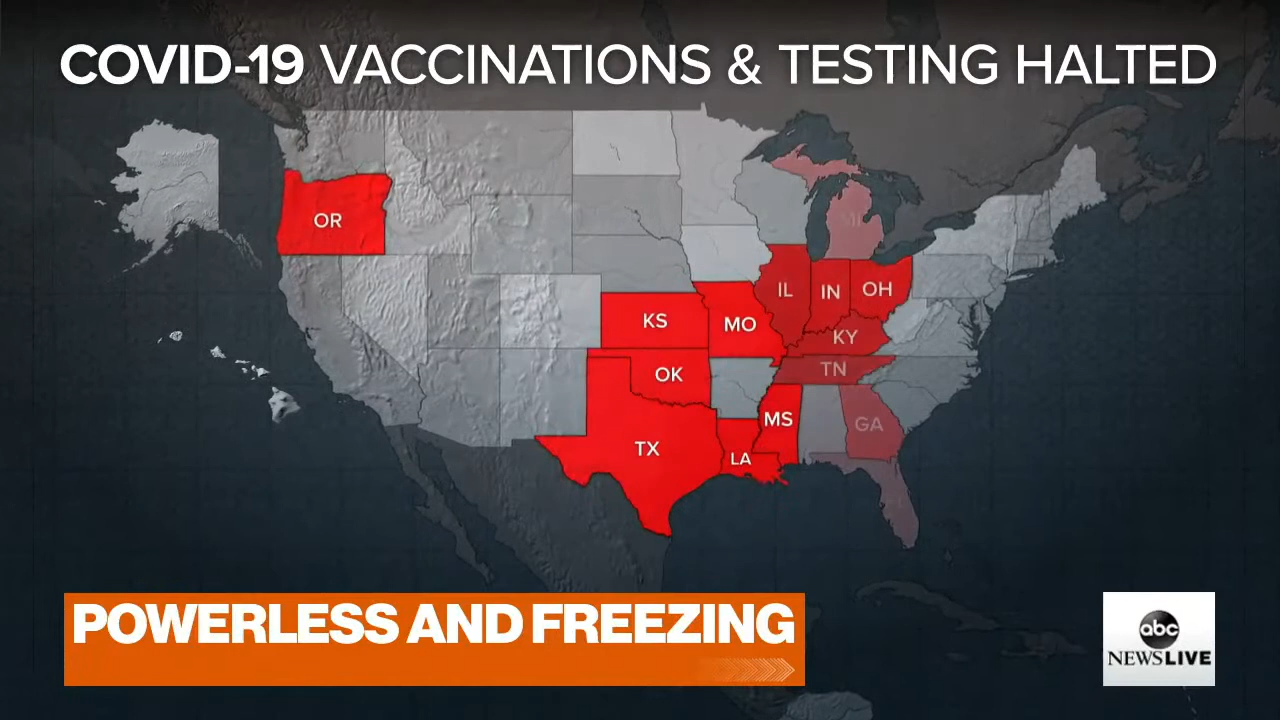 COVID-19 VACCINATIONS & TESTING HALTED
OR
MI
IL
IN
OH
KS
MO
KY
TN
OK
MS
GA
TX
LA
POWERLESS AND FREEZING
abc
NEWSLIVE